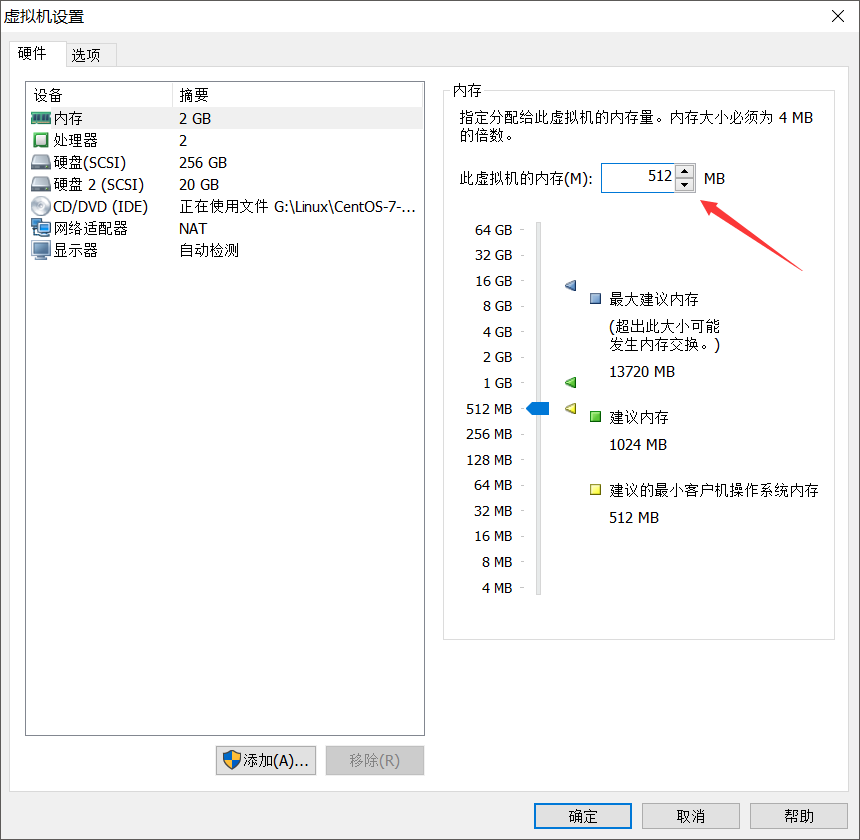 虚拟机设置
硬件 选项
设备 摘要
内存 2 GB
处理器 2
硬盘(SCSI) 256 GB
硬盘 2 (SCSI) 20 GB
CD/DVD (IDE) 正在使用文件 G:\Linux\CentOS-7-...
网络适配器 NAT
显示器 自动检测
添加(A)... 移除(R)
内存
指定分配给此虚拟机的内存量。内存大小必须为 4 MB
的倍数。
此虚拟机的内存(M): 512 MB
64 GB
32 GB
16 GB
8 GB
4 GB
2 GB
1 GB
512 MB
256 MB
128 MB
64 MB
32 MB
16 MB
8 MB
4 MB
最大建议内存
(超出此大小可能
发生内存交换。)
13720 MB
建议内存
1024 MB
建议的最小客户机操作系统内存
512 MB
确定 取消 帮助